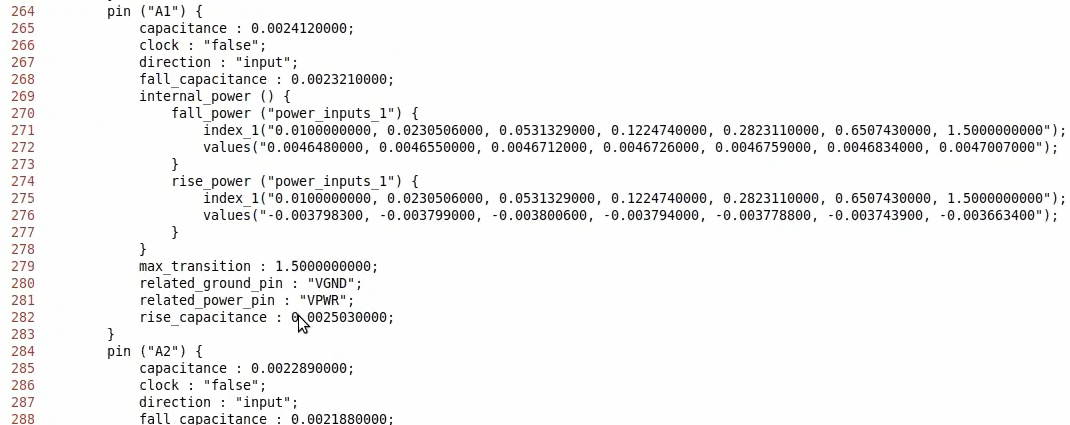 264 pin ("A1") {
265 capacitance : 0.0024120000;
266 clock : "false";
267 direction : "input";
268 fall_capacitance : 0.0023210000;
269 internal_power () {
270 fall_power ("power_inputs_1") {
271 index_1("0.0100000000, 0.0230506000, 0.0531329000, 0.1224740000, 0.2823110000, 0.6507430000, 1.5000000000");
272 values("0.0046480000, 0.0046550000, 0.0046712000, 0.0046726000, 0.0046759000, 0.0046834000, 0.0047007000");
273 }
274 rise_power ("power_inputs_1") {
275 index_1("0.0100000000, 0.0230506000, 0.0531329000, 0.1224740000, 0.2823110000, 0.6507430000, 1.5000000000");
276 values("-0.003798300, -0.003799000, -0.003800600, -0.003794000, -0.003778800, -0.003743900, -0.003663400");
277 }
278 }
279 max_transition : 1.5000000000;
280 related_ground_pin : "VGND";
281 related_power_pin : "VPWR";
282 rise_capacitance : 0.0025030000;
283 }
284 pin ("A2") {
285 capacitance : 0.0022890000;
286 clock : "false";
287 direction : "input";
288 fall_capacitance : 0.0021880000;